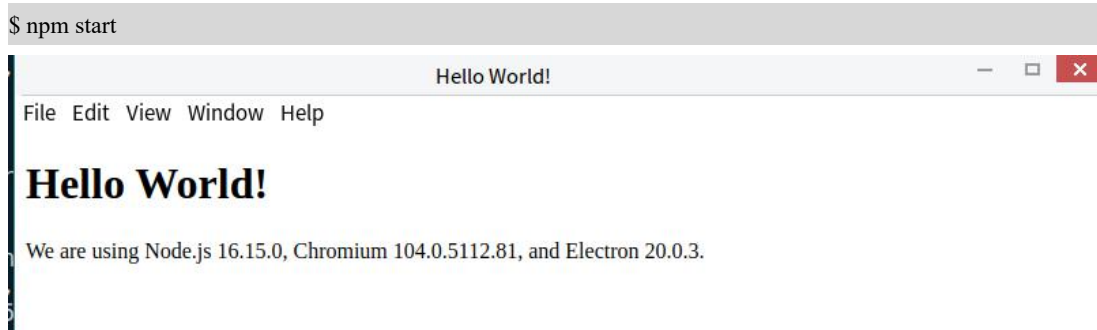 $ npm start
Hello World!
File Edit View Window Help
Hello World!
We are using Node.js 16.15.0, Chromium 104.0.5112.81, and Electron 20.0.3.